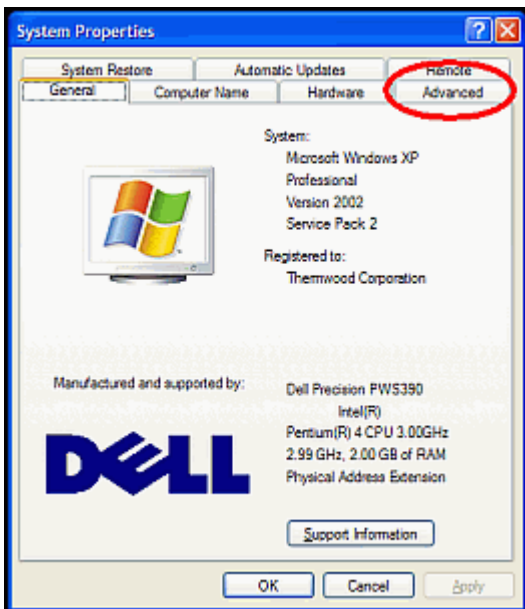 System Properties
System Restore Automatic Updates Remote
General Computer Name Hardware Advanced
System:
Microsoft Windows XP
Professional
Version 2002
Service Pack 2
Registered to:
Thermwood Corporation
Manufactured and supported by:
Dell Precision PWS390
Intel(R)
Pentium(R) 4 CPU 3.00GHz
2.99 GHz, 2.00 GB of RAM
Physical Address Extension
DELL
Support Information
OK Cancel Apply